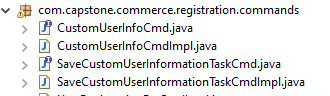 com.capstone.commerce.registration.commands
CustomUserInfoCmd.java
CustomUserInfoCmdImpl.java
SaveCustomUserInformationTaskCmd.java
SaveCustomUserInformationTaskCmdImpl.java